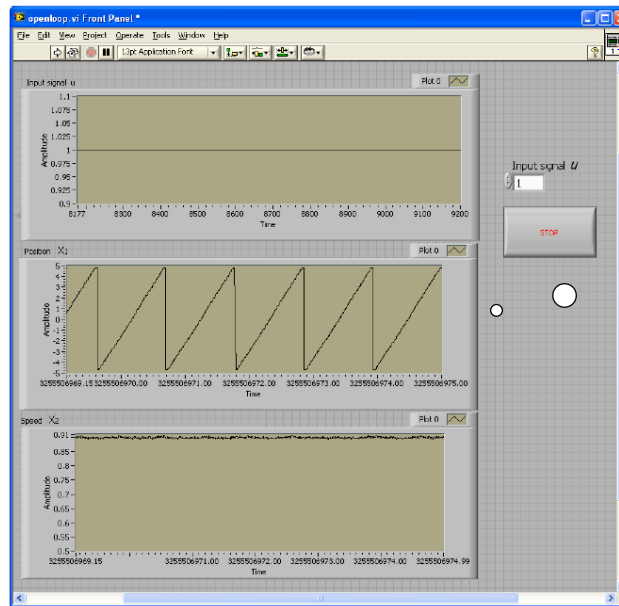 openloop.vi Front Panel *
File Edit View Project Operate Tools Window Help
13pt Application Font
Input signal u
Plot 0
1.1
1.075
1.05
1.025
1
0.975
0.95
0.925
0.9
Amplitude
8177 8300 8400 8500 8600 8700 8800 8900 9000 9100 9200
Time
Input signal u
1
STOP
Position X1
Plot 0
5
4
3
2
1
0
-1
-2
-3
-4
-5
Amplitude
3255506969.15 3255506970.00 3255506971.00 3255506972.00 3255506973.00 3255506974.00 3255506975.00
Time
Speed X2
Plot 0
0.91
0.85
0.8
0.75
0.7
0.65
0.6
0.55
0.5
Amplitude
3255506969.15 3255506971.00 3255506972.00 3255506973.00 3255506974.00 3255506974.99
Time